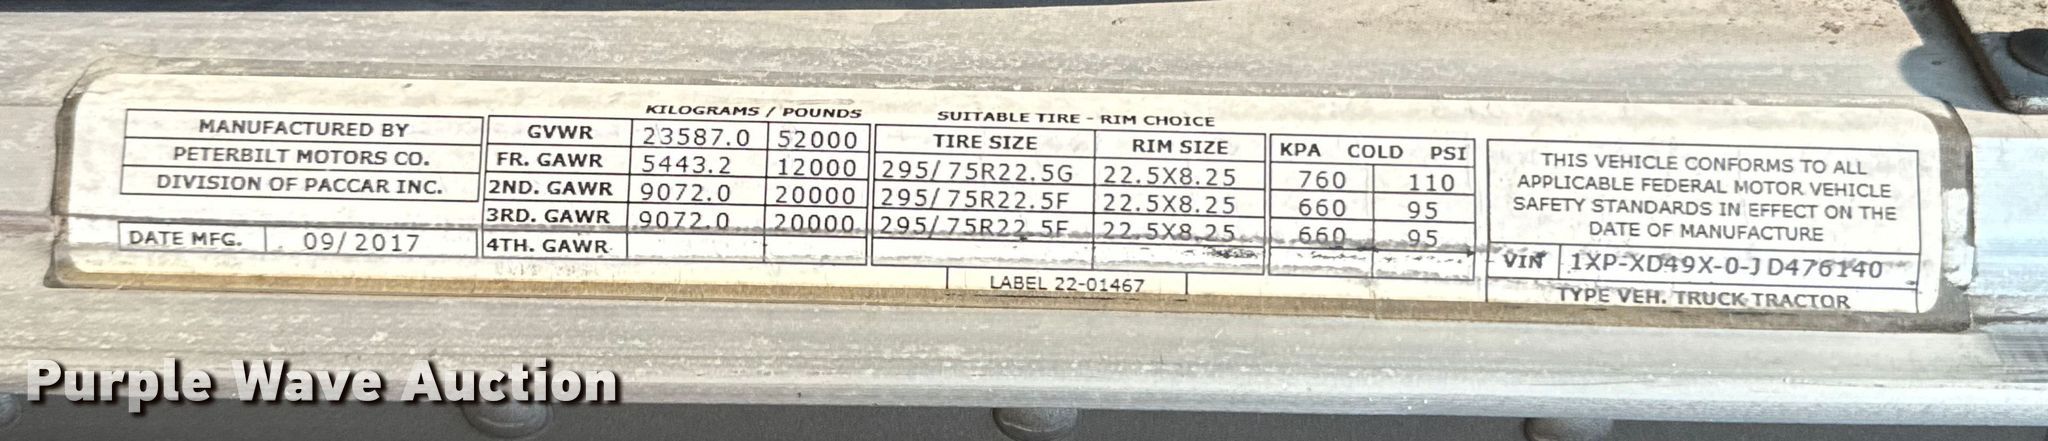 KILOGRAMS / POUNDS SUITABLE TIRE - RIM CHOICE
MANUFACTURED BY
PETERBILT MOTORS CO.
DIVISION OF PACCAR INC.
DATE MFG. 09/2017
GVWR 23587.0 52000 TIRE SIZE RIM SIZE KPA COLD PSI
FR. GAWR 5443.2 12000 295/75R22.5G 22.5X8.25 760 110
2ND. GAWR 9072.0 20000 295/75R22.5F 22.5X8.25 660 95
3RD. GAWR 9072.0 20000 295/75R22.5F 22.5X8.25 660 95
4TH. GAWR
LABEL 22-01467
THIS VEHICLE CONFORMS TO ALL
APPLICABLE FEDERAL MOTOR VEHICLE
SAFETY STANDARDS IN EFFECT ON THE
DATE OF MANUFACTURE
VIN 1XP-XD49X-0-JD476140
TYPE VEH. TRUCK TRACTOR
Purple Wave Auction